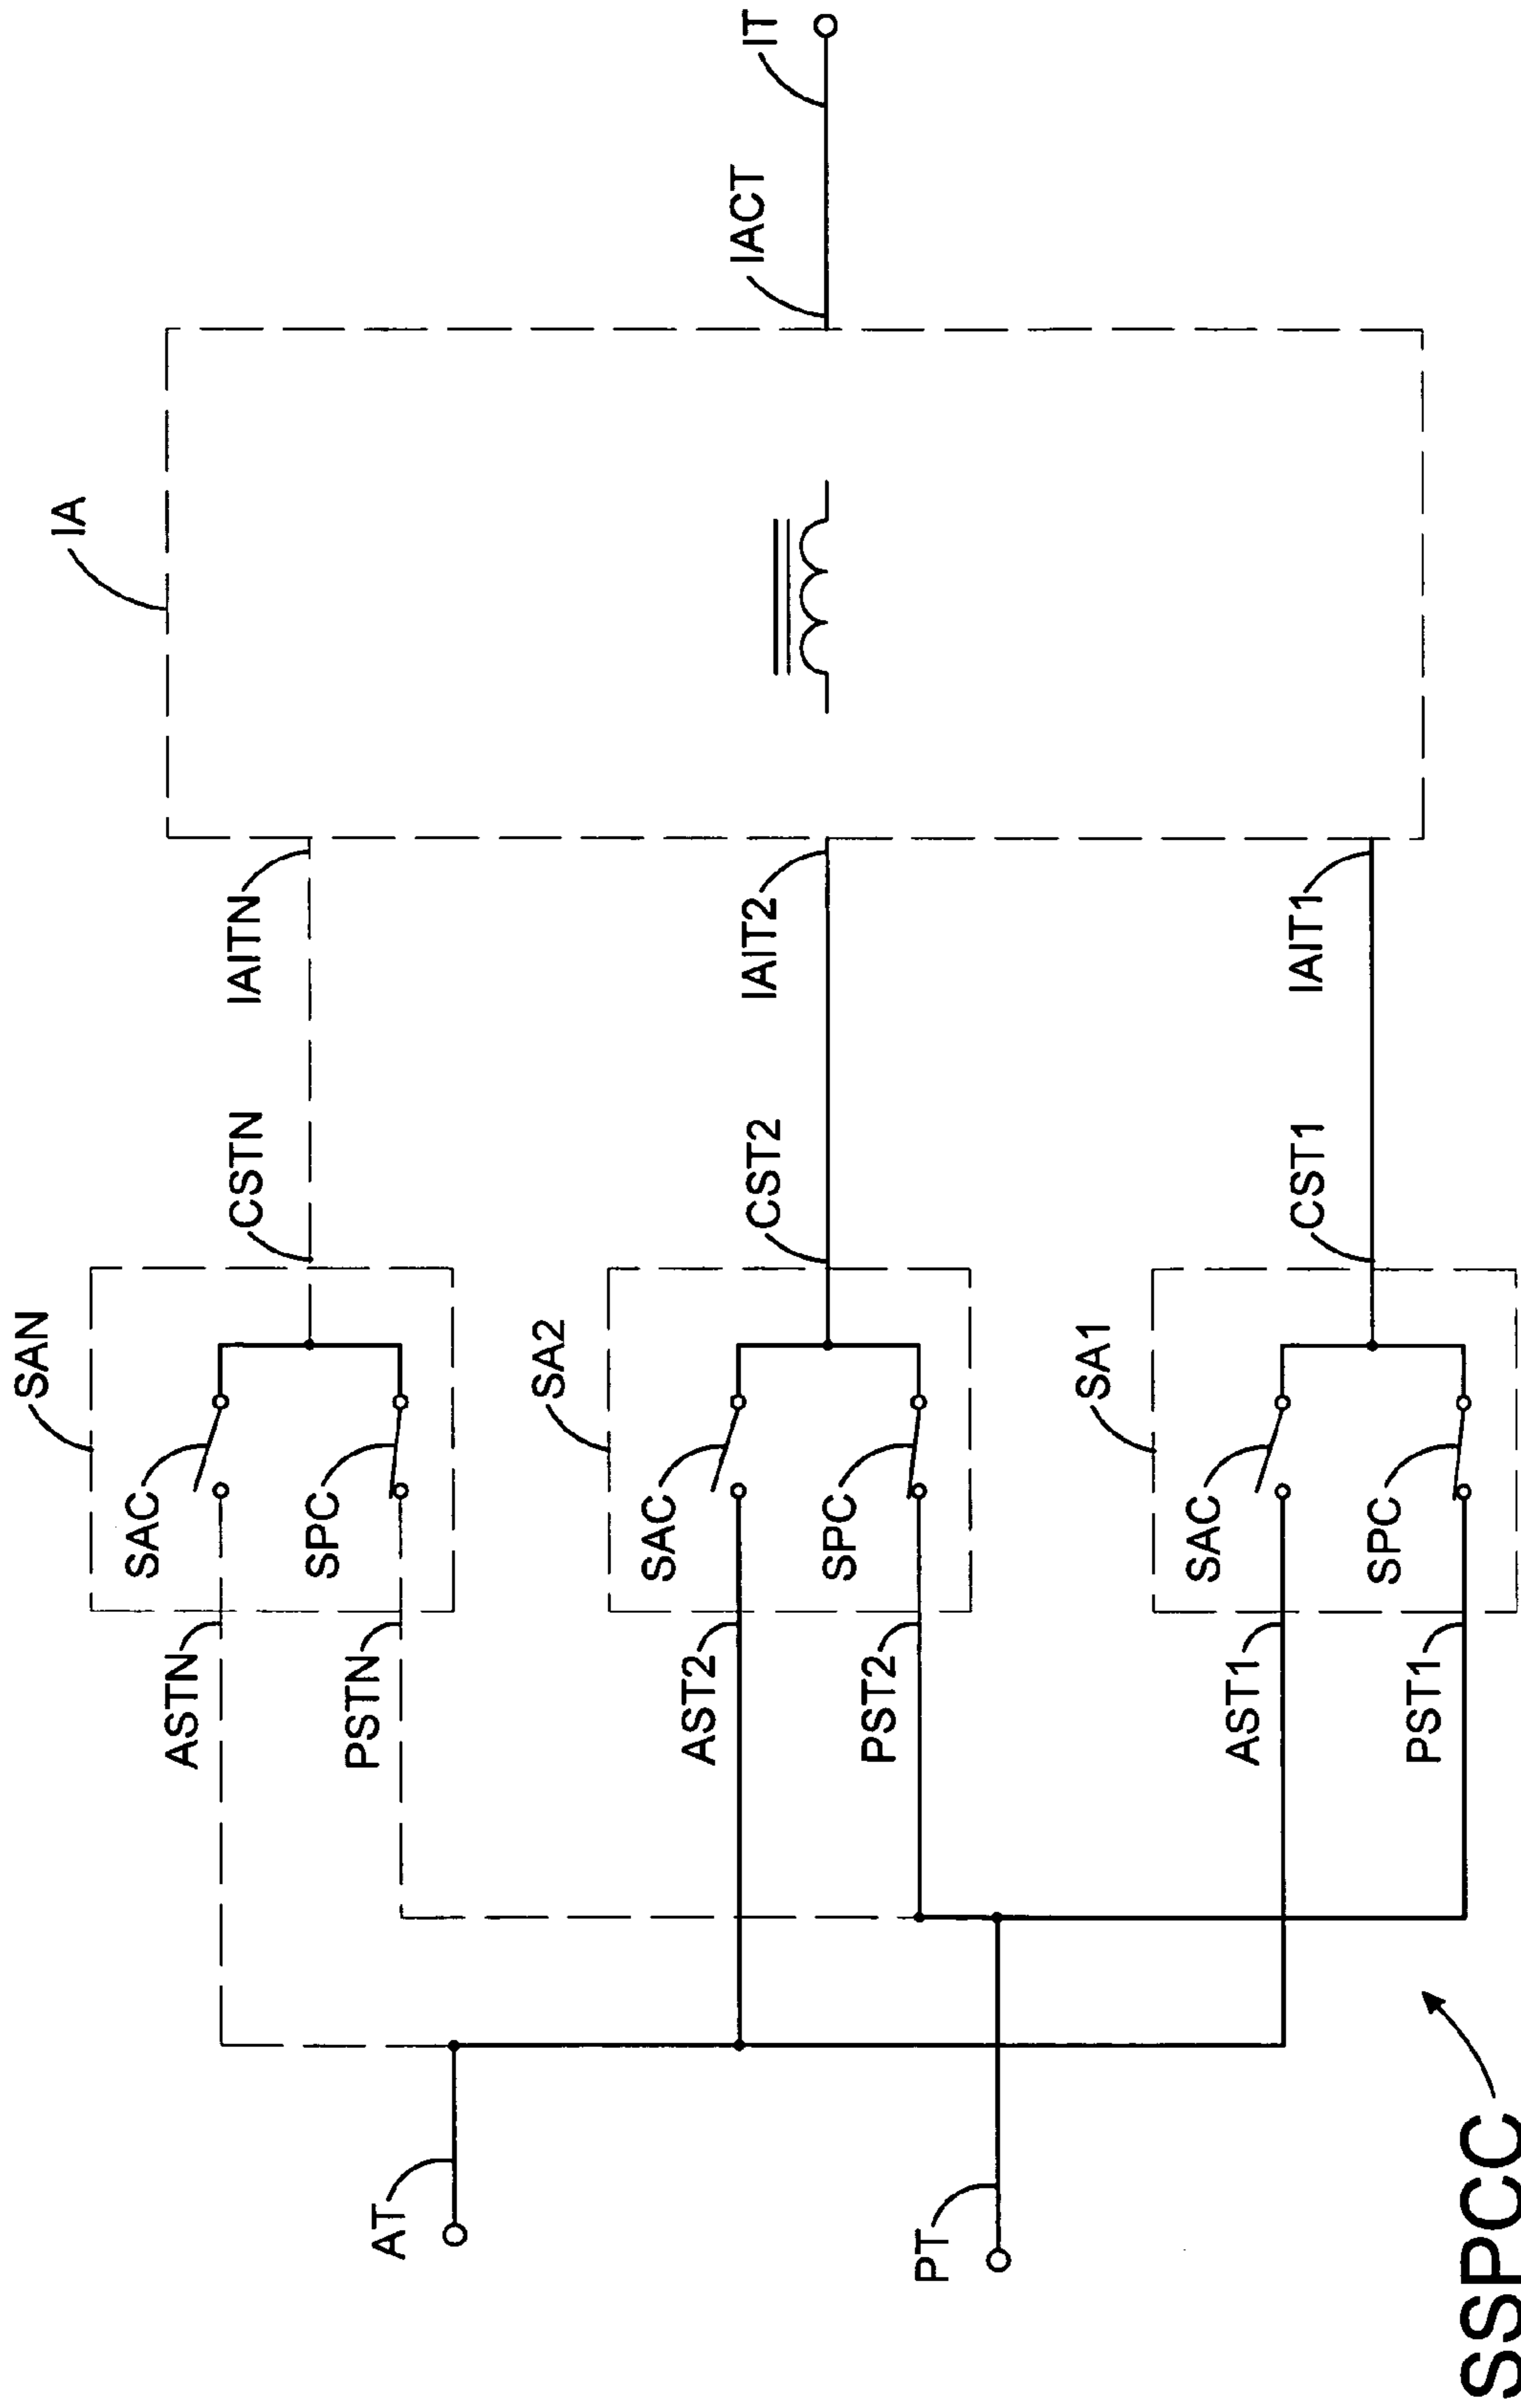 SAN
SAC
SPC
ASTN
PSTN
CSTN
IAITN
IA
AT
SA2
SAC
SPC
AST2
PST2
CST2
IAIT2
IACT
IT
PT
SA1
SAC
SPC
AST1
PST1
CST1
IAIT1
SSPCC